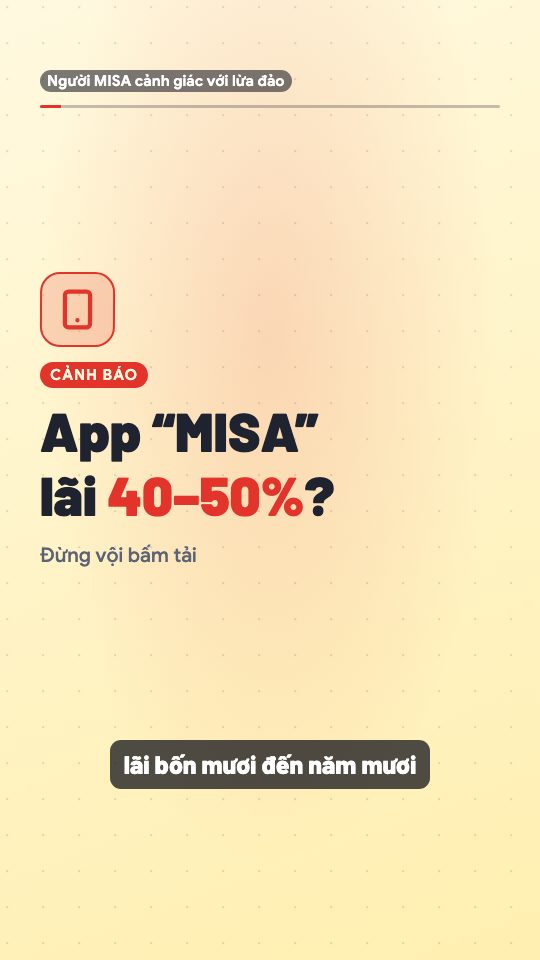 Người MISA cảnh giác với lừa đảo
CẢNH BÁO
App “MISA”
lãi 40–50%?
Đừng vội bấm tải
lãi bốn mươi đến năm mươi